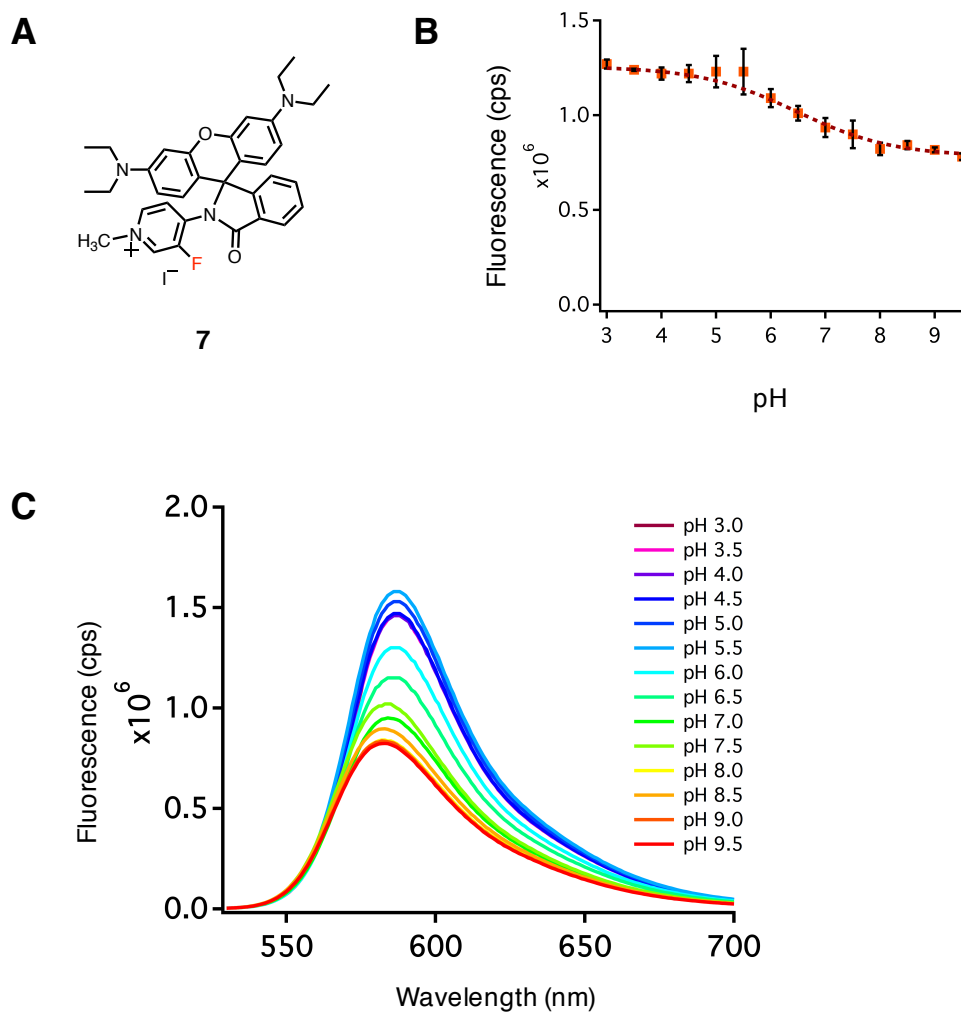 A
N
O
N
N
N
H₃C
+
F
O
I–
7
B
Fluorescence (cps)
x10⁶
1.5
1.0
0.5
0.0
3 4 5 6 7 8 9
pH
C
Fluorescence (cps)
x10⁶
2.0
1.5
1.0
0.5
0.0
550 600 650 700
Wavelength (nm)
pH 3.0
pH 3.5
pH 4.0
pH 4.5
pH 5.0
pH 5.5
pH 6.0
pH 6.5
pH 7.0
pH 7.5
pH 8.0
pH 8.5
pH 9.0
pH 9.5